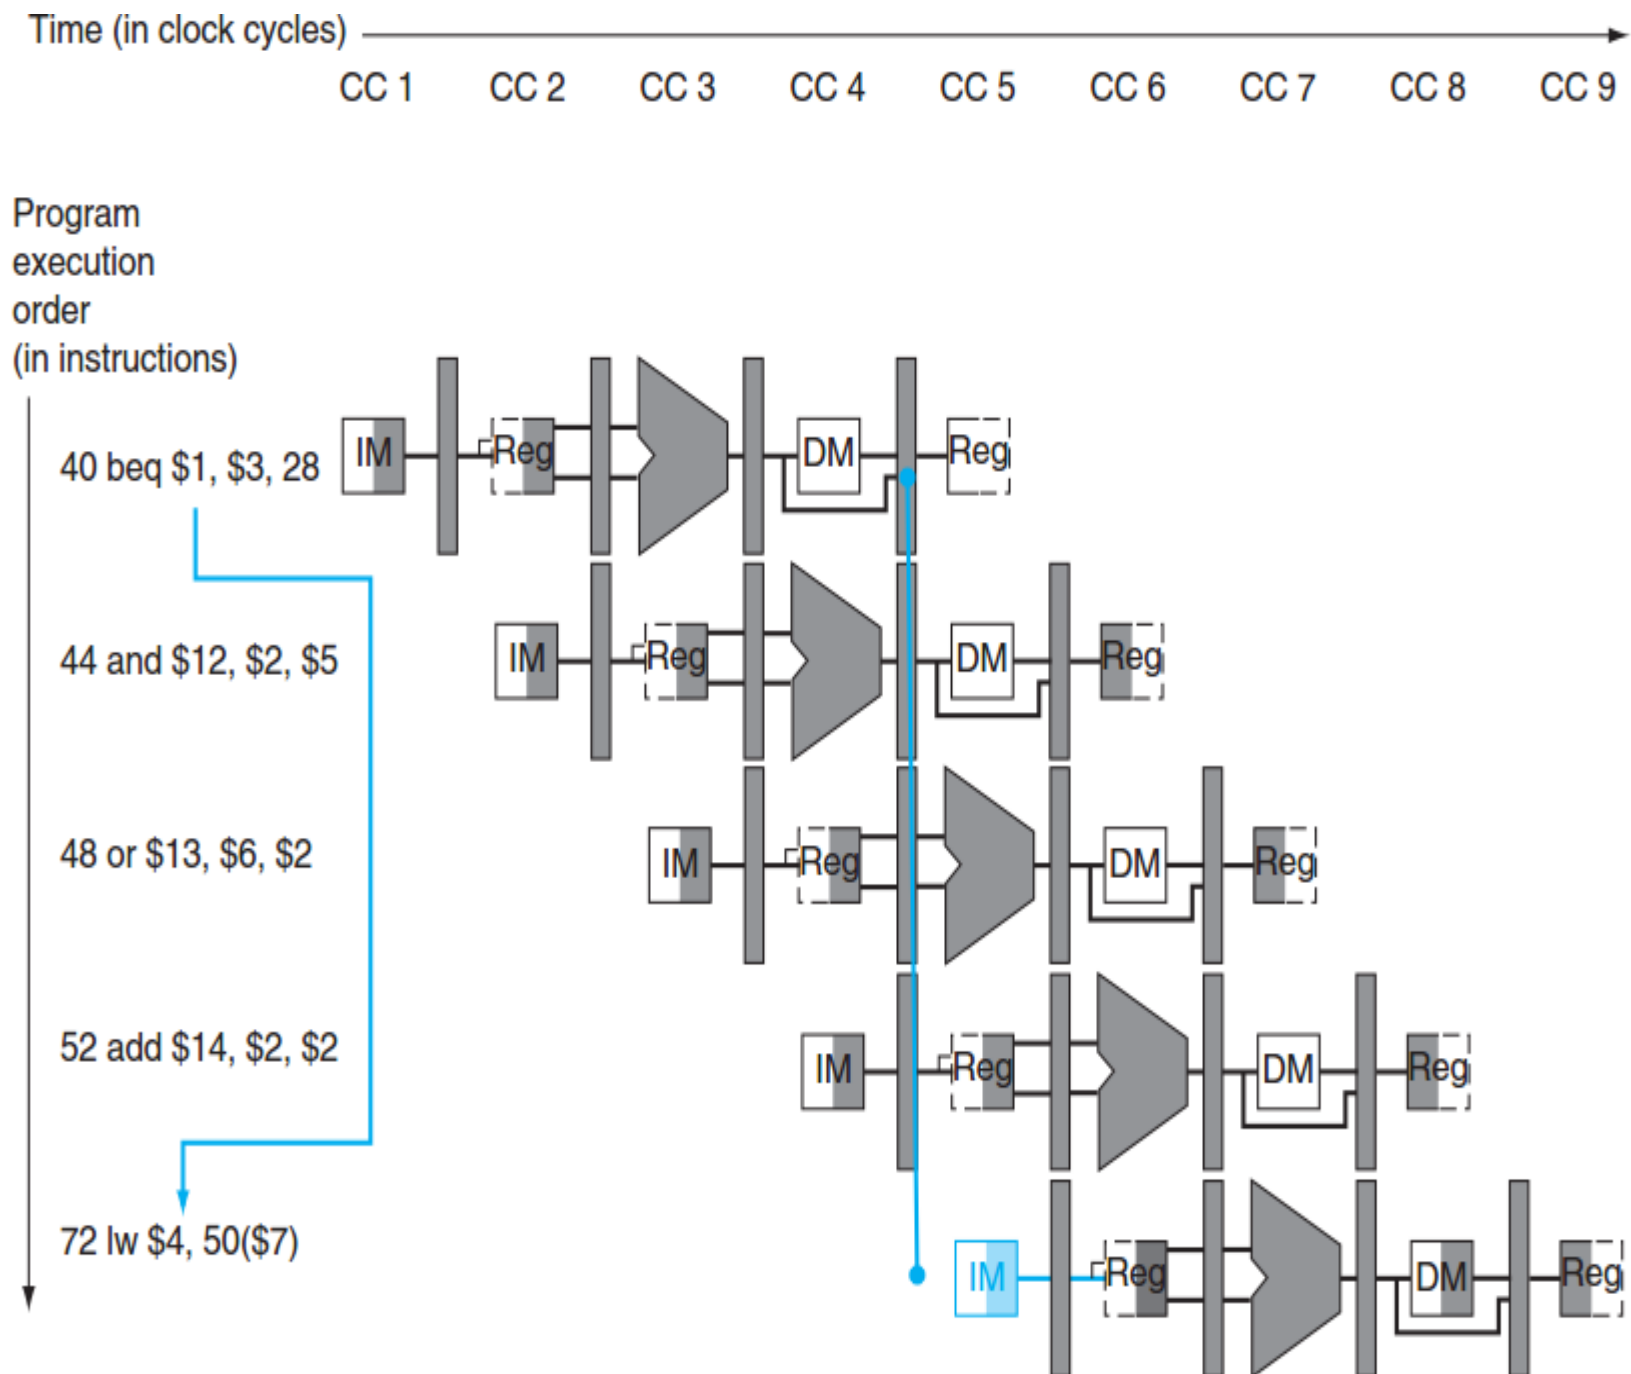 Time (in clock cycles)
CC 1 CC 2 CC 3 CC 4 CC 5 CC 6 CC 7 CC 8 CC 9
Program
execution
order
(in instructions)
40 beq $1, $3, 28
IM Reg DM Reg
44 and $12, $2, $5
IM Reg DM Reg
48 or $13, $6, $2
IM Reg DM Reg
52 add $14, $2, $2
IM Reg DM Reg
72 lw $4, 50($7)
IM Reg DM Reg